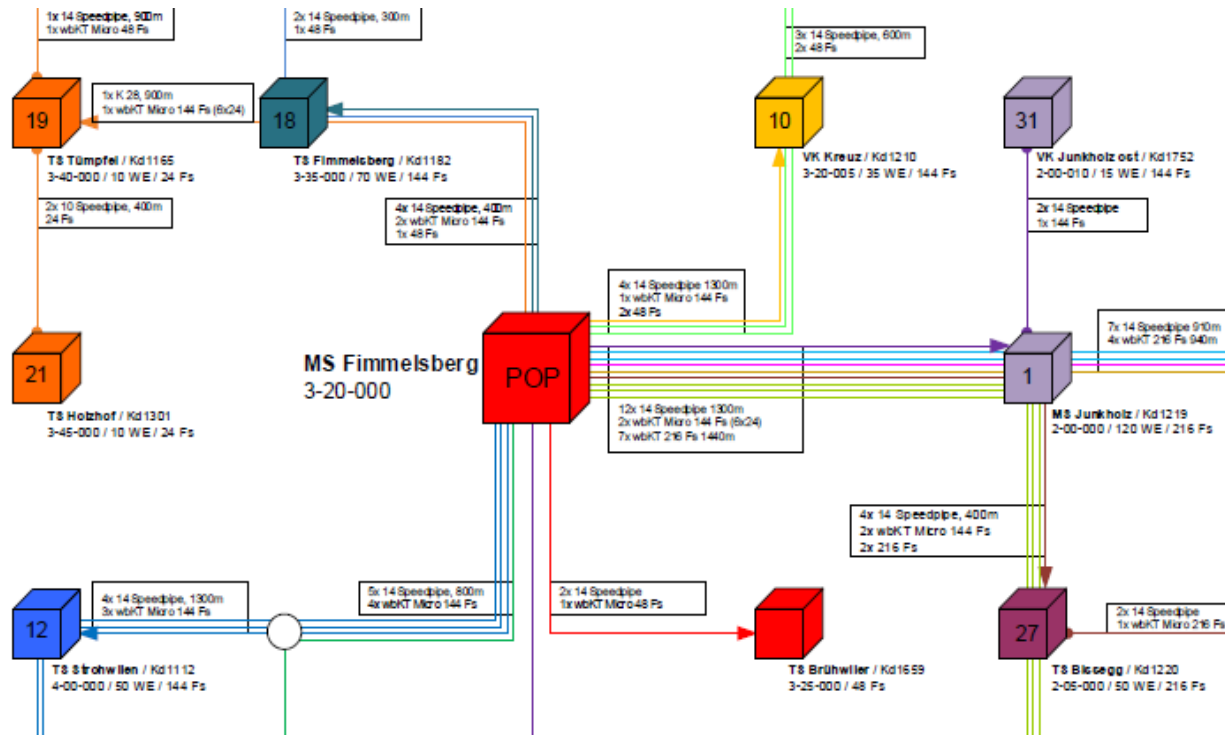 1x 14 Speedpipe, 900m
1x wbKT Micro 48 Fs
2x 14 Speedpipe, 300m
1x 48 Fs
3x 14 Speedpipe, 600m
2x 48 Fs
19
1x K 28, 900m
1x wbKT Micro 144 Fs (6x24)
18
10
31
TS Tümpfel / Kd1165
3-40-000 / 10 WE / 24 Fs
TS Fimmelsberg / Kd1182
3-35-000 / 70 WE / 144 Fs
VK Kreuz / Kd1210
3-20-005 / 35 WE / 144 Fs
VK Junkholz ost / Kd1752
2-00-010 / 15 WE / 144 Fs
2x 10 Speedpipe, 400m
24 Fs
4x 14 Speedpipe, 400m
2x wbKT Micro 144 Fs
1x 48 Fs
2x 14 Speedpipe
1x 144 Fs
4x 14 Speedpipe 1300m
1x wbKT Micro 144 Fs
2x 48 Fs
7x 14 Speedpipe 910m
4x wbKT 216 Fs 940m
21
MS Fimmelsberg
3-20-000
POP
1
TS Holzhof / Kd1301
3-45-000 / 10 WE / 24 Fs
12x 14 Speedpipe 1300m
2x wbKT Micro 144 Fs (6x24)
7x wbKT 216 Fs 1440m
MS Junkholz / Kd1219
2-00-000 / 120 WE / 216 Fs
4x 14 Speedpipe, 400m
2x wbKT Micro 144 Fs
2x 216 Fs
12
4x 14 Speedpipe, 1300m
3x wbKT Micro 144 Fs
5x 14 Speedpipe, 800m
4x wbKT Micro 144 Fs
2x 14 Speedpipe
1x wbKT Micro 48 Fs
27
2x 14 Speedpipe
1x wbKT Micro 216 Fs
TS Strohwilen / Kd1112
4-00-000 / 50 WE / 144 Fs
TS Brühwiler / Kd1659
3-25-000 / 48 Fs
TS Bissegg / Kd1220
2-05-000 / 50 WE / 216 Fs